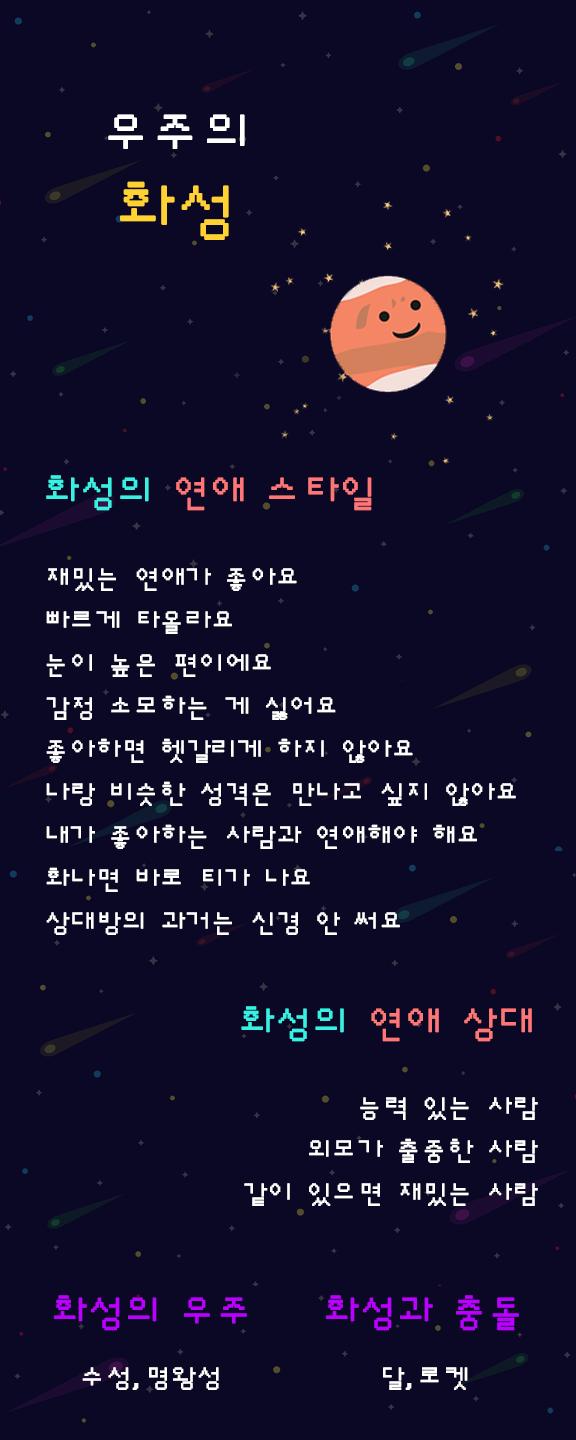 우주의
화성
화성의 연애 스타일
재밌는 연애가 좋아요
빠르게 타올라요
눈이 높은 편이에요
감정 소모하는 게 싫어요
좋아하면 헷갈리게 하지 않아요
나랑 비슷한 성격은 만나고 싶지 않아요
내가 좋아하는 사람과 연애해야 해요
화나면 바로 티가 나요
상대방의 과거는 신경 안 써요
화성의 연애 상대
능력 있는 사람
외모가 출중한 사람
같이 있으면 재밌는 사람
화성의 우주
수성, 명왕성
화성과 충돌
달, 로켓